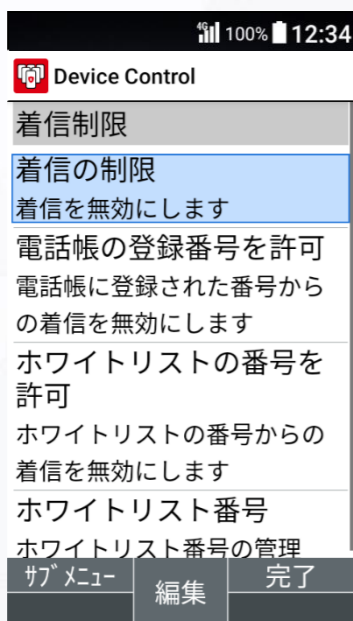 4G 100% 12:34
Device Control
着信制限
着信の制限
着信を無効にします
電話帳の登録番号を許可
電話帳に登録された番号から
の着信を無効にします
ホワイトリストの番号を
許可
ホワイトリストの番号からの
着信を無効にします
ホワイトリスト番号
ホワイトリスト番号の管理
ｻﾌﾞﾒﾆｭｰ 編集 完了